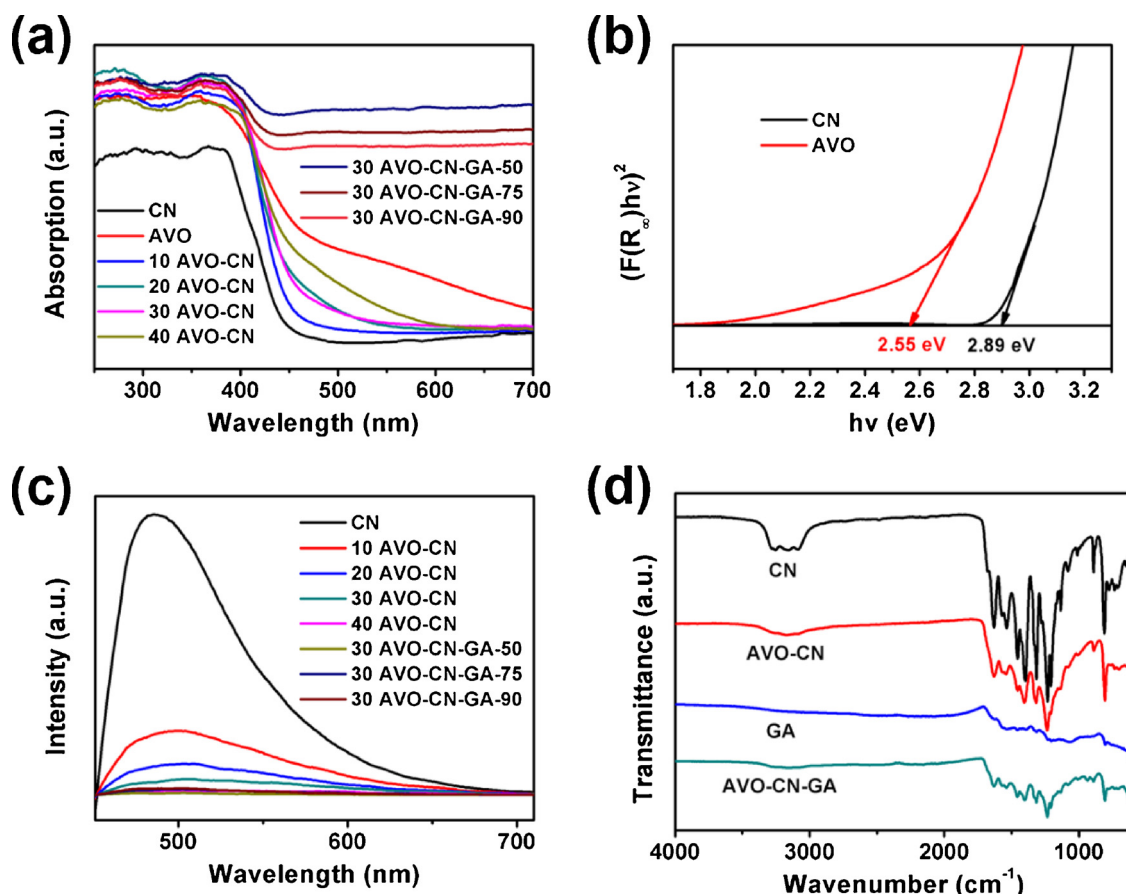 (a)
Absorption (a.u.)
30 AVO-CN-GA-50
30 AVO-CN-GA-75
30 AVO-CN-GA-90
CN
AVO
10 AVO-CN
20 AVO-CN
30 AVO-CN
40 AVO-CN
300 400 500 600 700
Wavelength (nm)
(b)
(F(R∞)hν)²
CN
AVO
2.55 eV 2.89 eV
1.8 2.0 2.2 2.4 2.6 2.8 3.0 3.2
hν (eV)
(c)
Intensity (a.u.)
CN
10 AVO-CN
20 AVO-CN
30 AVO-CN
40 AVO-CN
30 AVO-CN-GA-50
30 AVO-CN-GA-75
30 AVO-CN-GA-90
500 600 700
Wavelength (nm)
(d)
Transmittance (a.u.)
CN
AVO-CN
GA
AVO-CN-GA
4000 3000 2000 1000
Wavenumber (cm⁻¹)